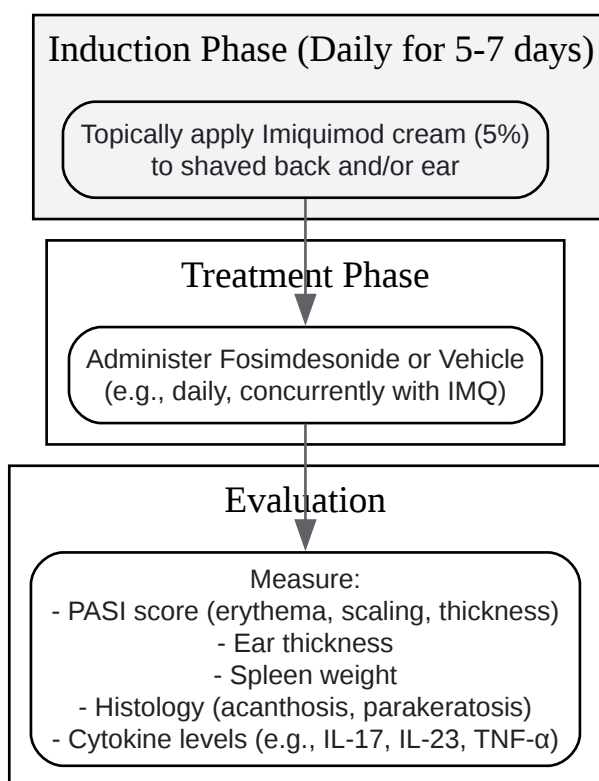 Induction Phase (Daily for 5-7 days)
Topically apply Imiquimod cream (5%)
to shaved back and/or ear
Treatment Phase
Administer Fosimdesonide or Vehicle
(e.g., daily, concurrently with IMQ)
Evaluation
Measure:
- PASI score (erythema, scaling, thickness)
- Ear thickness
- Spleen weight
- Histology (acanthosis, parakeratosis)
- Cytokine levels (e.g., IL-17, IL-23, TNF-α)